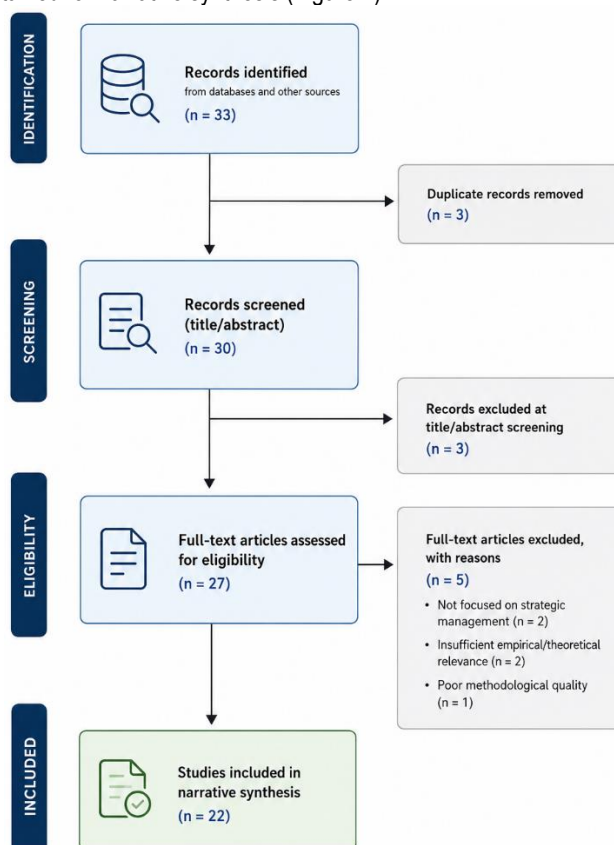 IDENTIFICATION
Records identified
from databases and other sources
(n = 33)
Duplicate records removed
(n = 3)
SCREENING
Records screened
(title/abstract)
(n = 30)
Records excluded at
title/abstract screening
(n = 3)
ELIGIBILITY
Full-text articles assessed
for eligibility
(n = 27)
Full-text articles excluded,
with reasons
(n = 5)
• Not focused on strategic
management (n = 2)
• Insufficient empirical/theoretical
relevance (n = 2)
• Poor methodological quality
(n = 1)
INCLUDED
Studies included in
narrative synthesis
(n = 22)